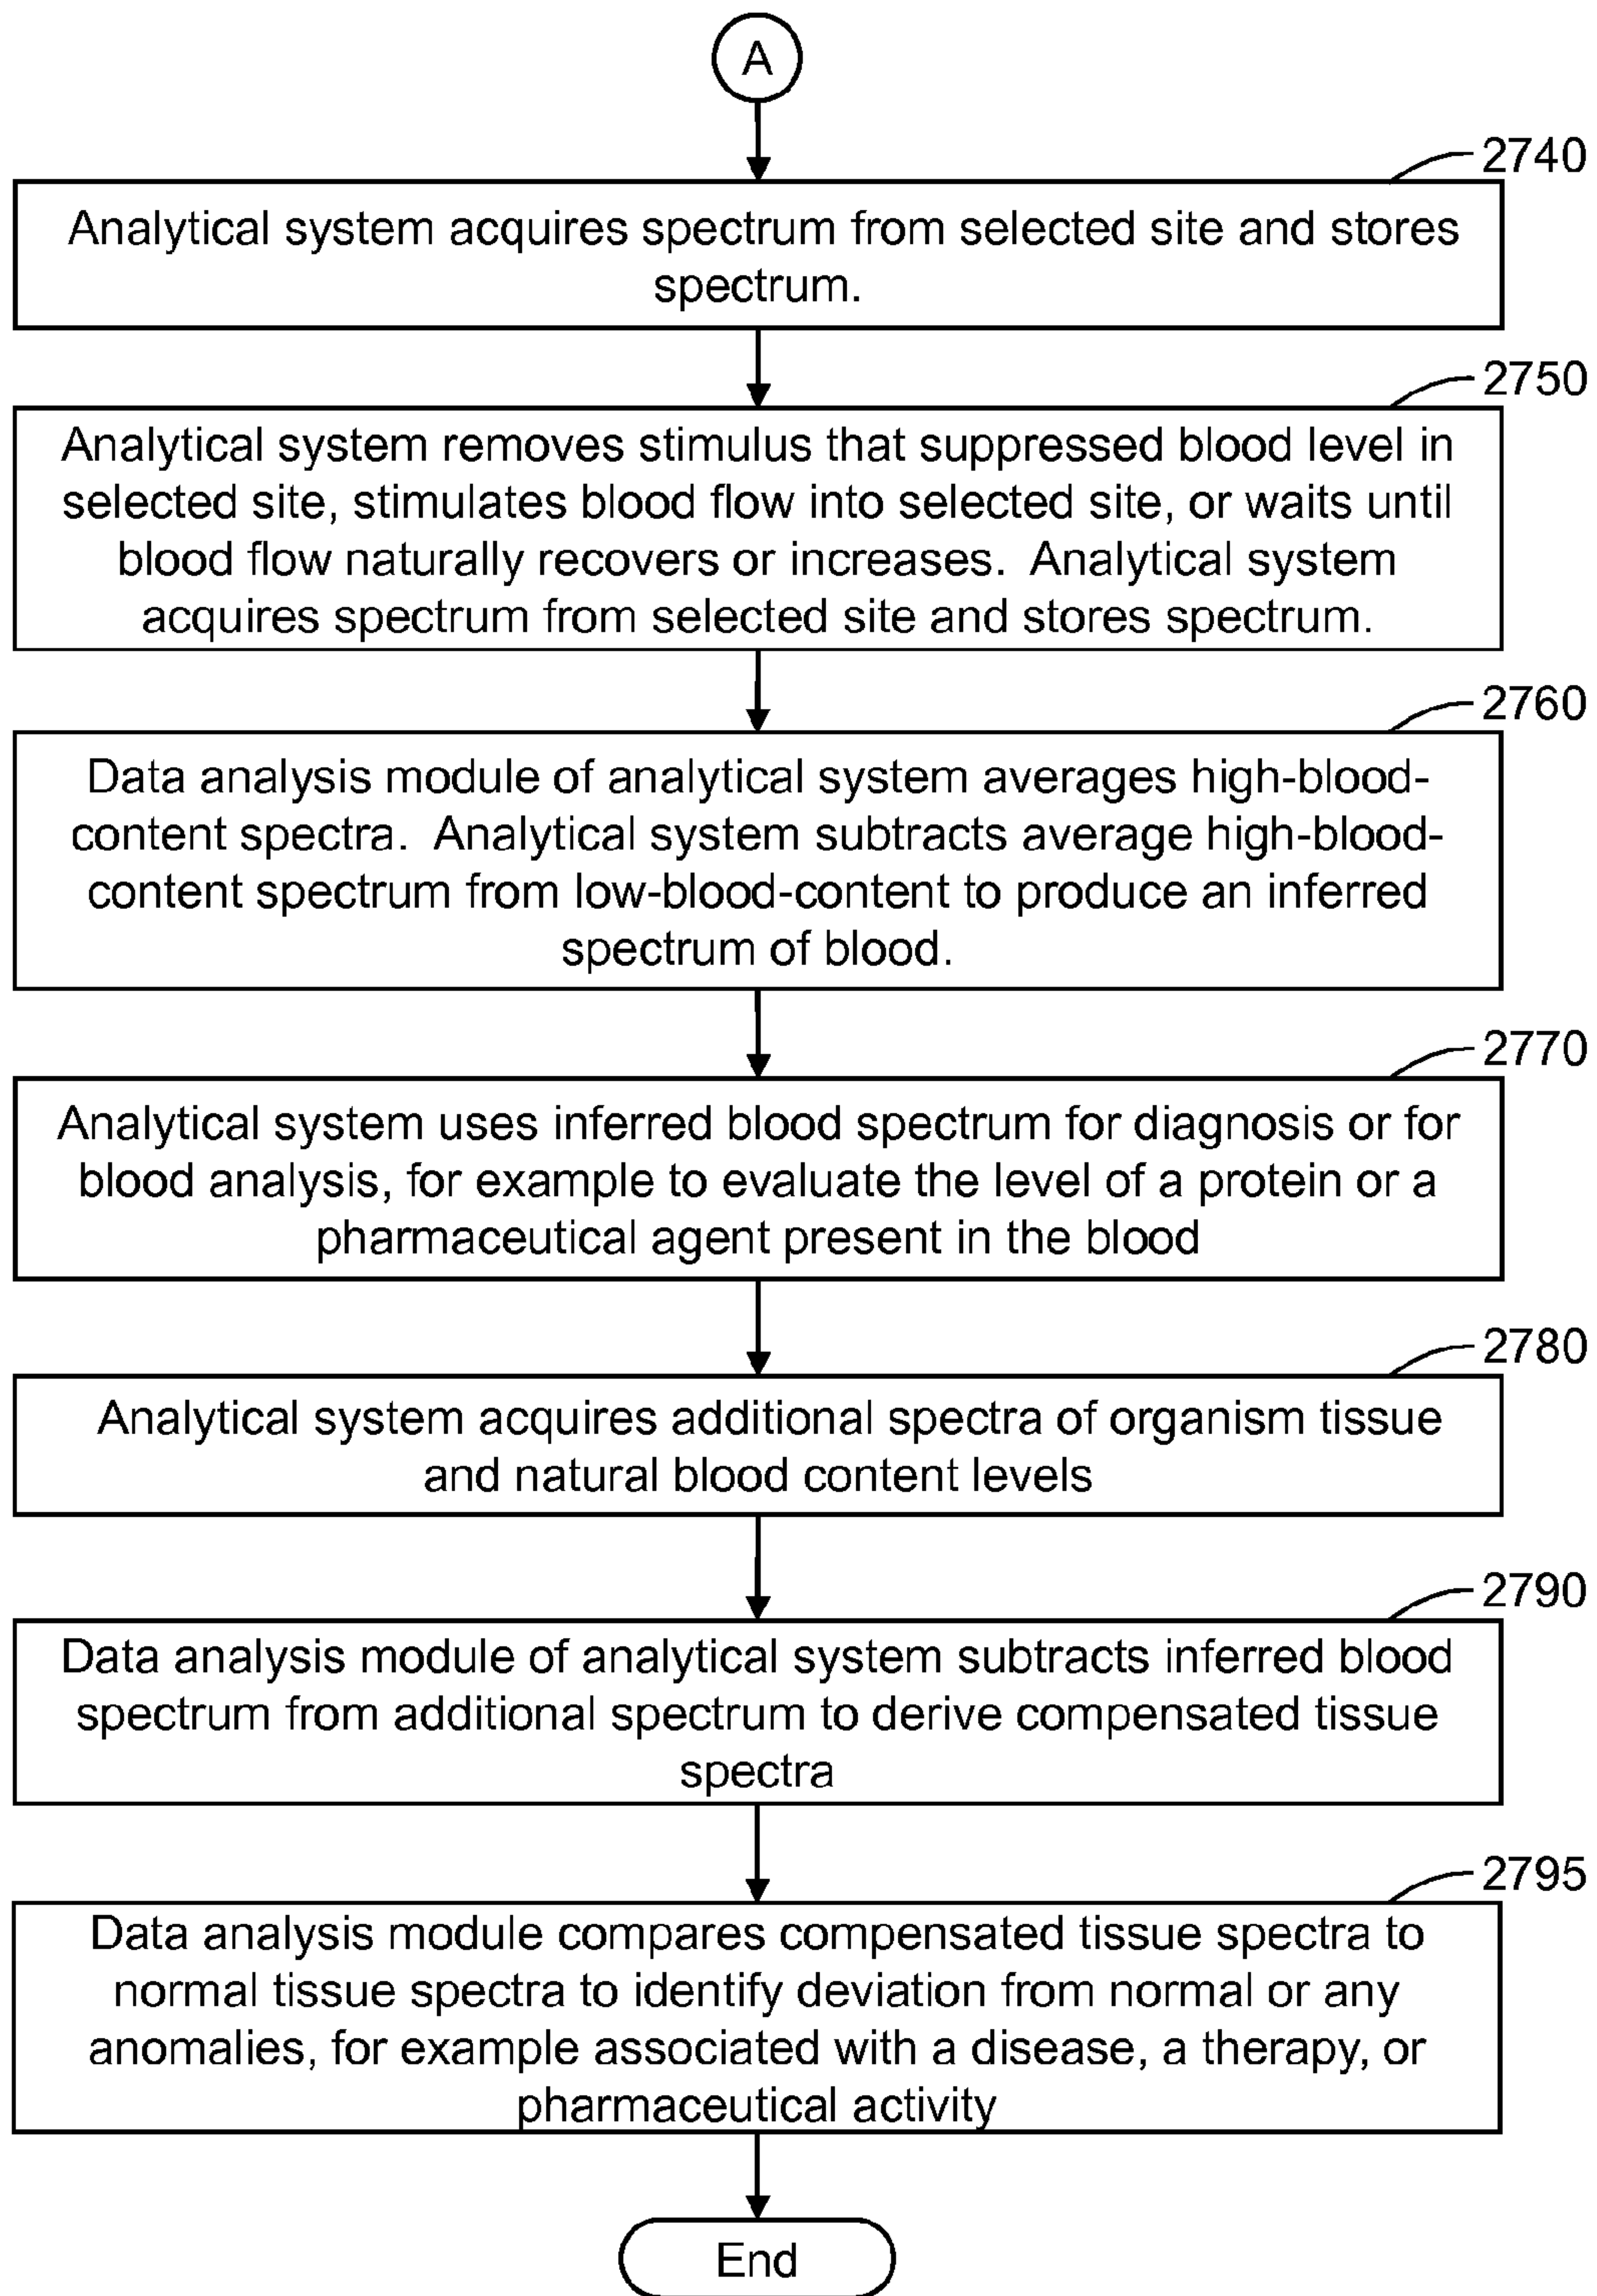 A
2740
Analytical system acquires spectrum from selected site and stores
spectrum.
2750
Analytical system removes stimulus that suppressed blood level in
selected site, stimulates blood flow into selected site, or waits until
blood flow naturally recovers or increases.  Analytical system
acquires spectrum from selected site and stores spectrum.
2760
Data analysis module of analytical system averages high-blood-
content spectra.  Analytical system subtracts average high-blood-
content spectrum from low-blood-content to produce an inferred
spectrum of blood.
2770
Analytical system uses inferred blood spectrum for diagnosis or for
blood analysis, for example to evaluate the level of a protein or a
pharmaceutical agent present in the blood
2780
Analytical system acquires additional spectra of organism tissue
and natural blood content levels
2790
Data analysis module of analytical system subtracts inferred blood
spectrum from additional spectrum to derive compensated tissue
spectra
2795
Data analysis module compares compensated tissue spectra to
normal tissue spectra to identify deviation from normal or any
anomalies, for example associated with a disease, a therapy, or
pharmaceutical activity
End